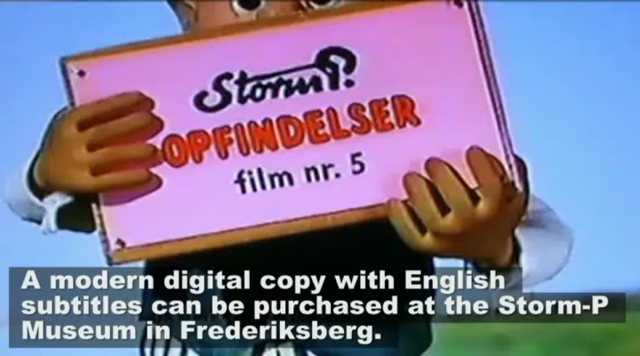 Storm P.
OPFINDELSER
film nr. 5
A modern digital copy with English
subtitles can be purchased at the Storm-P
Museum in Frederiksberg.